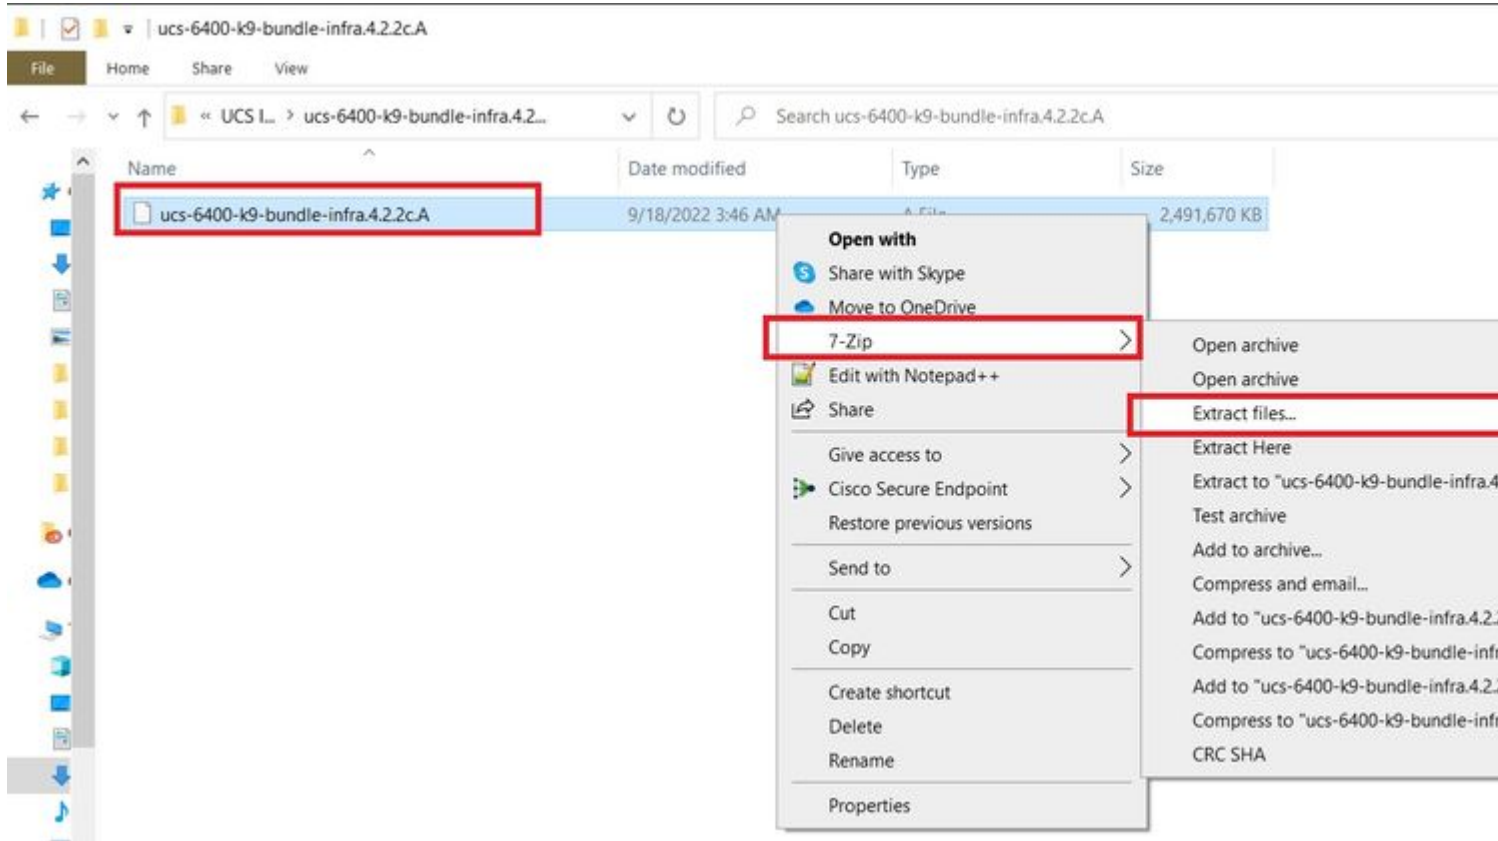 ucs-6400-k9-bundle-infra.4.2.2c.A
File Home Share View
« UCS I... > ucs-6400-k9-bundle-infra.4.2... Search ucs-6400-k9-bundle-infra.4.2.2c.A
Name Date modified Type Size
ucs-6400-k9-bundle-infra.4.2.2c.A 9/18/2022 3:46 AM A File 2,491,670 KB
Open with
Share with Skype
Move to OneDrive
7-Zip
Edit with Notepad++
Share
Give access to
Cisco Secure Endpoint
Restore previous versions
Send to
Cut
Copy
Create shortcut
Delete
Rename
Properties
Open archive
Open archive
Extract files...
Extract Here
Extract to "ucs-6400-k9-bundle-infra.4
Test archive
Add to archive...
Compress and email...
Add to "ucs-6400-k9-bundle-infra.4.2.
Compress to "ucs-6400-k9-bundle-inf
Add to "ucs-6400-k9-bundle-infra.4.2.
Compress to "ucs-6400-k9-bundle-inf
CRC SHA